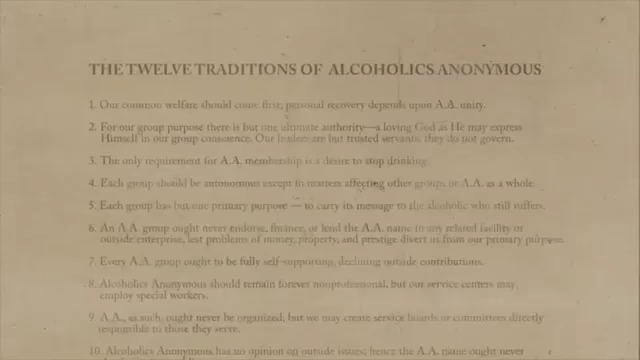 THE TWELVE TRADITIONS OF ALCOHOLICS ANONYMOUS
1. Our common welfare should come first; personal recovery depends upon A.A. unity.
2. For our group purpose there is but one ultimate authority—a loving God as He may express
Himself in our group conscience. Our leaders are but trusted servants; they do not govern.
3. The only requirement for A.A. membership is a desire to stop drinking.
4. Each group should be autonomous except in matters affecting other groups or A.A. as a whole.
5. Each group has but one primary purpose — to carry its message to the alcoholic who still suffers.
6. An A.A. group ought never endorse, finance, or lend the A.A. name to any related facility or
outside enterprise, lest problems of money, property, and prestige divert us from our primary purpose.
7. Every A.A. group ought to be fully self-supporting, declining outside contributions.
8. Alcoholics Anonymous should remain forever nonprofessional, but our service centers may
employ special workers.
9. A.A., as such, ought never be organized; but we may create service boards or committees directly
responsible to those they serve.
10. Alcoholics Anonymous has no opinion on outside issues; hence the A.A. name ought never